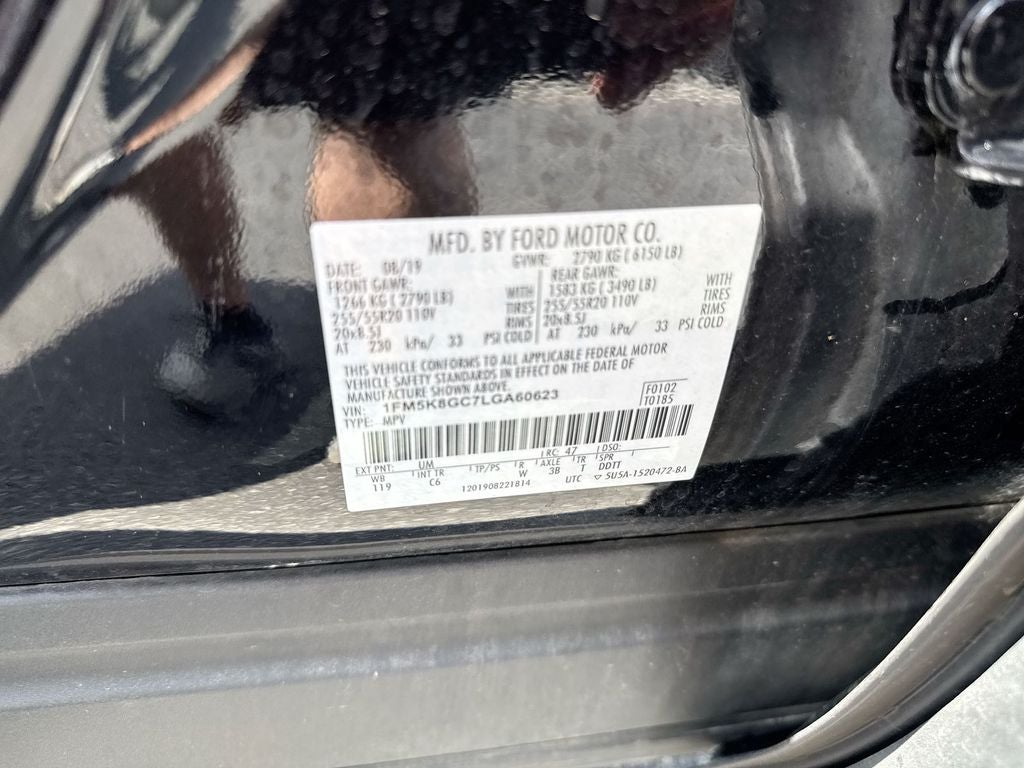 MFD. BY FORD MOTOR CO.
DATE: 08/19 GVWR: 2790 KG ( 6150 LB)
FRONT GAWR: REAR GAWR:
1266 KG ( 2790 LB) WITH 1583 KG ( 3490 LB) WITH
255/55R20 110V TIRES 255/55R20 110V TIRES
20x8.5J RIMS 20x8.5J RIMS
AT 230 kPa/ 33 PSI COLD AT 230 kPa/ 33 PSI COLD
THIS VEHICLE CONFORMS TO ALL APPLICABLE FEDERAL MOTOR
VEHICLE SAFETY STANDARDS IN EFFECT ON THE DATE OF
MANUFACTURE SHOWN ABOVE.
VIN: 1FM5K8GC7LGA60623 F0102
TYPE: MPV T0185
EXT PNT: UM RC: 47 DSO:
WB INT TR TP/PS R AXLE TR SPR
119 C6 W 3B T DDTT
1201908221814 UTC ▽ 5U5A-1520472-BA